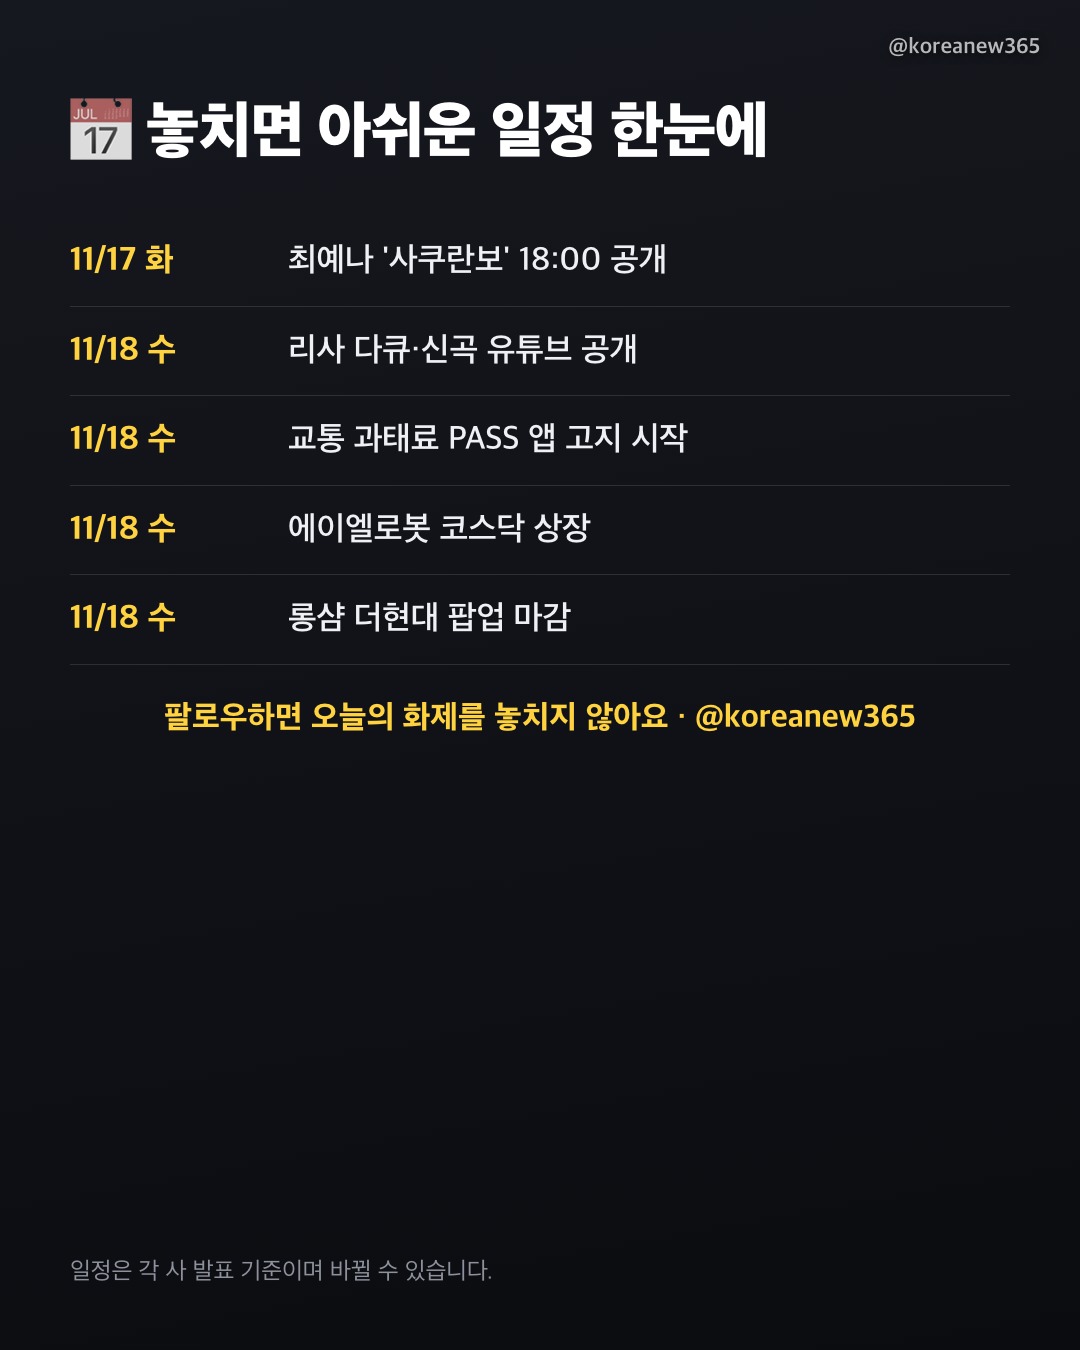 @koreanew365
JUL
17
놓치면 아쉬운 일정 한눈에
11/17 화 최예나 '사쿠란보' 18:00 공개
11/18 수 리사 다큐·신곡 유튜브 공개
11/18 수 교통 과태료 PASS 앱 고지 시작
11/18 수 에이엘로봇 코스닥 상장
11/18 수 롱샴 더현대 팝업 마감
팔로우하면 오늘의 화제를 놓치지 않아요 · @koreanew365
일정은 각 사 발표 기준이며 바뀔 수 있습니다.